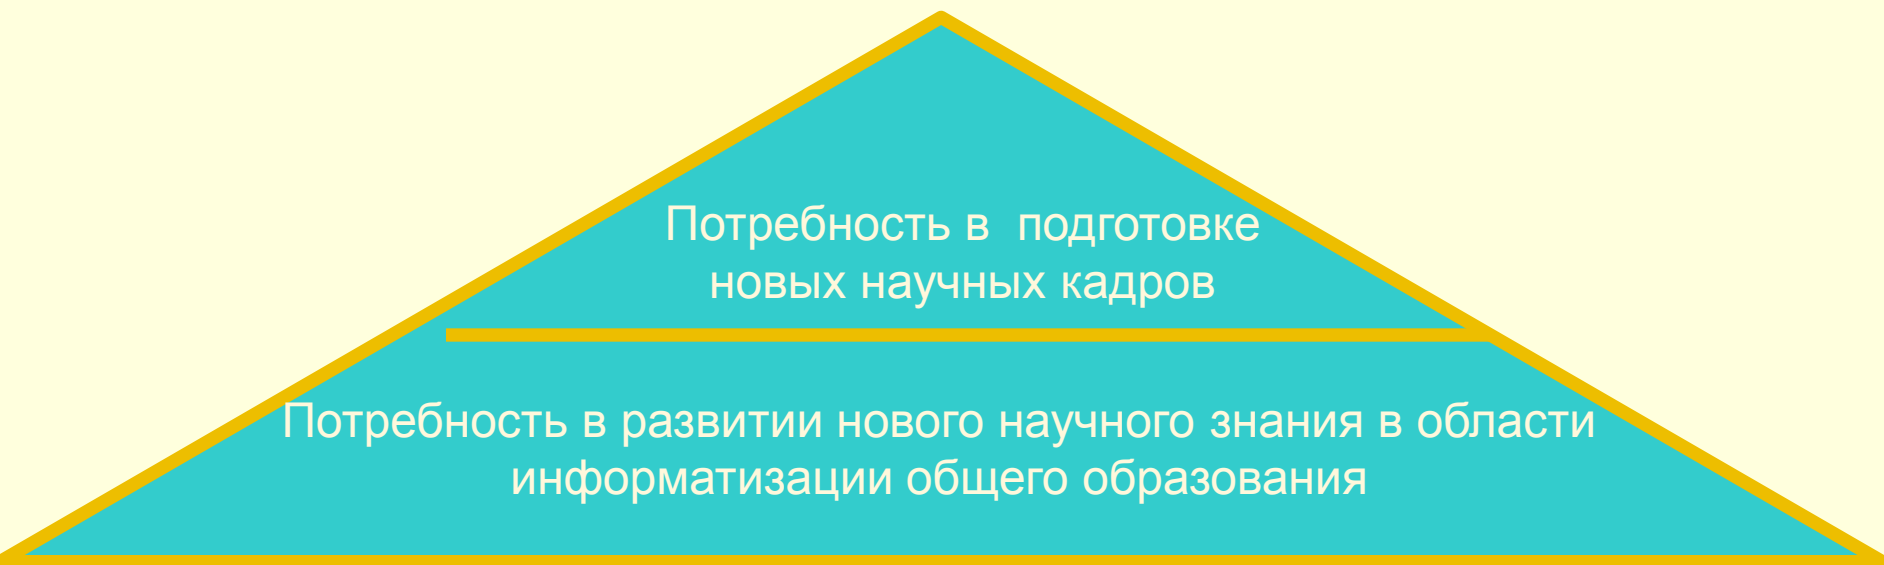 Потребность в  подготовке
новых научных кадров
Потребность в развитии нового научного знания в области
информатизации общего образования